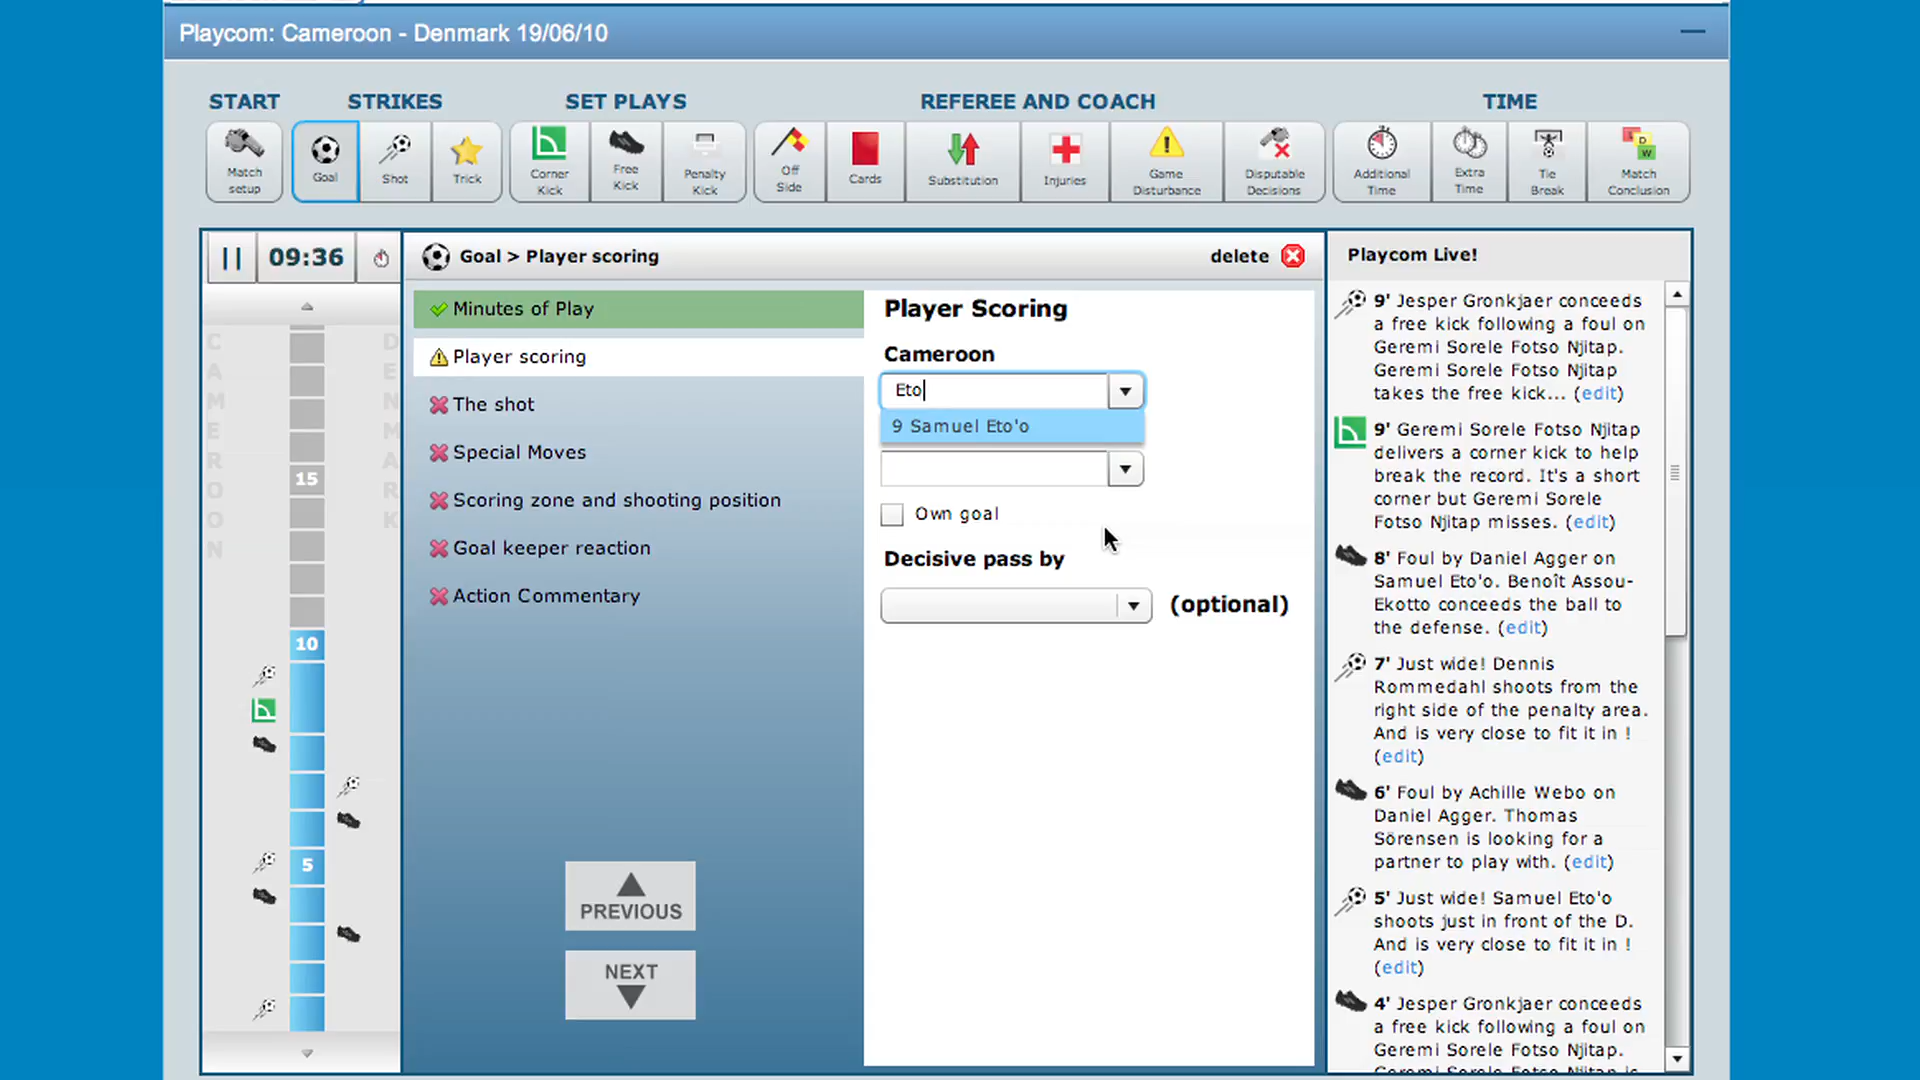 Playcom: Cameroon - Denmark 19/06/10
START
STRIKES
SET PLAYS
REFEREE AND COACH
TIME
Match
setup
Goal
Shot
Trick
Corner
Kick
Free
Kick
Penalty
Kick
Off
Side
Cards
Substitution
Injuries
Game
Disturbance
Disputable
Decisions
Additional
Time
Extra
Time
Tie
Break
Match
Conclusion
09:36
CAMEROON
DENMARK
15
10
5
Goal > Player scoring
delete
Minutes of Play
Player scoring
The shot
Special Moves
Scoring zone and shooting position
Goal keeper reaction
Action Commentary
PREVIOUS
NEXT
Player Scoring
Cameroon
Eto
9 Samuel Eto'o
Own goal
Decisive pass by
(optional)
Playcom Live!
9' Jesper Gronkjaer conceeds
a free kick following a foul on
Geremi Sorele Fotso Njitap.
Geremi Sorele Fotso Njitap
takes the free kick... (edit)
9' Geremi Sorele Fotso Njitap
delivers a corner kick to help
break the record. It's a short
corner but Geremi Sorele
Fotso Njitap misses. (edit)
8' Foul by Daniel Agger on
Samuel Eto'o. Benoît Assou-
Ekotto conceeds the ball to
the defense. (edit)
7' Just wide! Dennis
Rommedahl shoots from the
right side of the penalty area.
And is very close to fit it in !
(edit)
6' Foul by Achille Webo on
Daniel Agger. Thomas
Sörensen is looking for a
partner to play with. (edit)
5' Just wide! Samuel Eto'o
shoots just in front of the D.
And is very close to fit it in !
(edit)
4' Jesper Gronkjaer conceeds
a free kick following a foul on
Geremi Sorele Fotso Njitap.
Geremi Sorele Fotso Njitap is